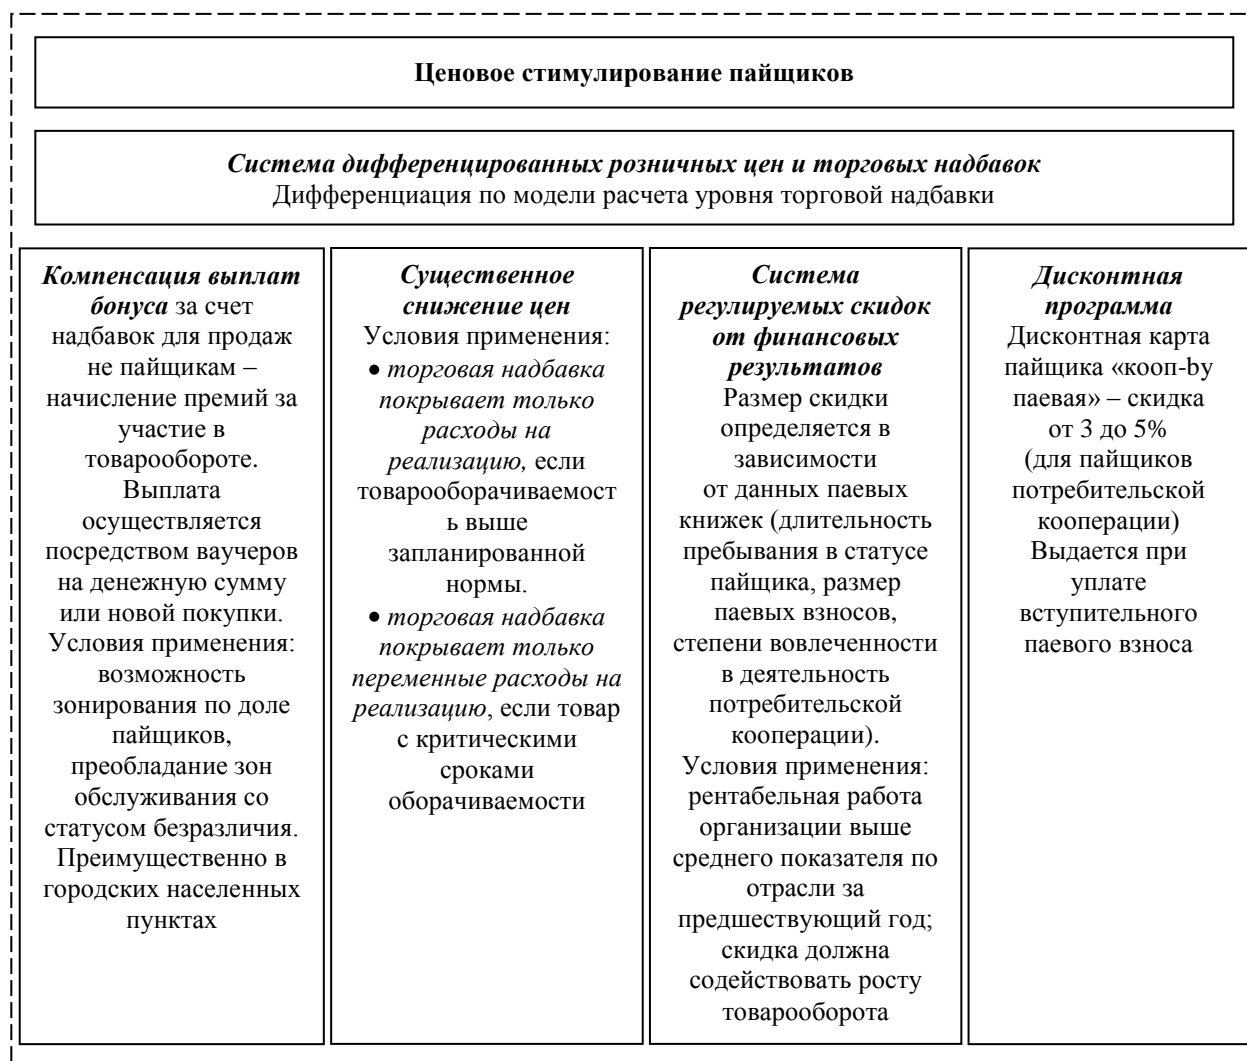 Ценовое стимулирование пайщиков
Система дифференцированных розничных цен и торговых надбавок
Дифференциация по модели расчета уровня торговой надбавки
Компенсация выплат
бонуса за счет
надбавок для продаж
не пайщикам –
начисление премий за
участие в
товарообороте.
Выплата
осуществляется
посредством ваучеров
на денежную сумму
или новой покупки.
Условия применения:
возможность
зонирования по доле
пайщиков,
преобладание зон
обслуживания со
статусом безразличия.
Преимущественно в
городских населенных
пунктах
Существенное
снижение цен
Условия применения:
• торговая надбавка
покрывает только
расходы на
реализацию, если
товарооборачиваемост
ь выше
запланированной
нормы.
• торговая надбавка
покрывает только
переменные расходы на
реализацию, если товар
с критическими
сроками
оборачиваемости
Система
регулируемых скидок
от финансовых
результатов
Размер скидки
определяется в
зависимости
от данных паевых
книжек (длительность
пребывания в статусе
пайщика, размер
паевых взносов,
степени вовлеченности
в деятельность
потребительской
кооперации).
Условия применения:
рентабельная работа
организации выше
среднего показателя по
отрасли за
предшествующий год;
скидка должна
содействовать росту
товарооборота
Дисконтная
программа
Дисконтная карта
пайщика «кооп-by
паевая» – скидка
от 3 до 5%
(для пайщиков
потребительской
кооперации)
Выдается при
уплате
вступительного
паевого взноса